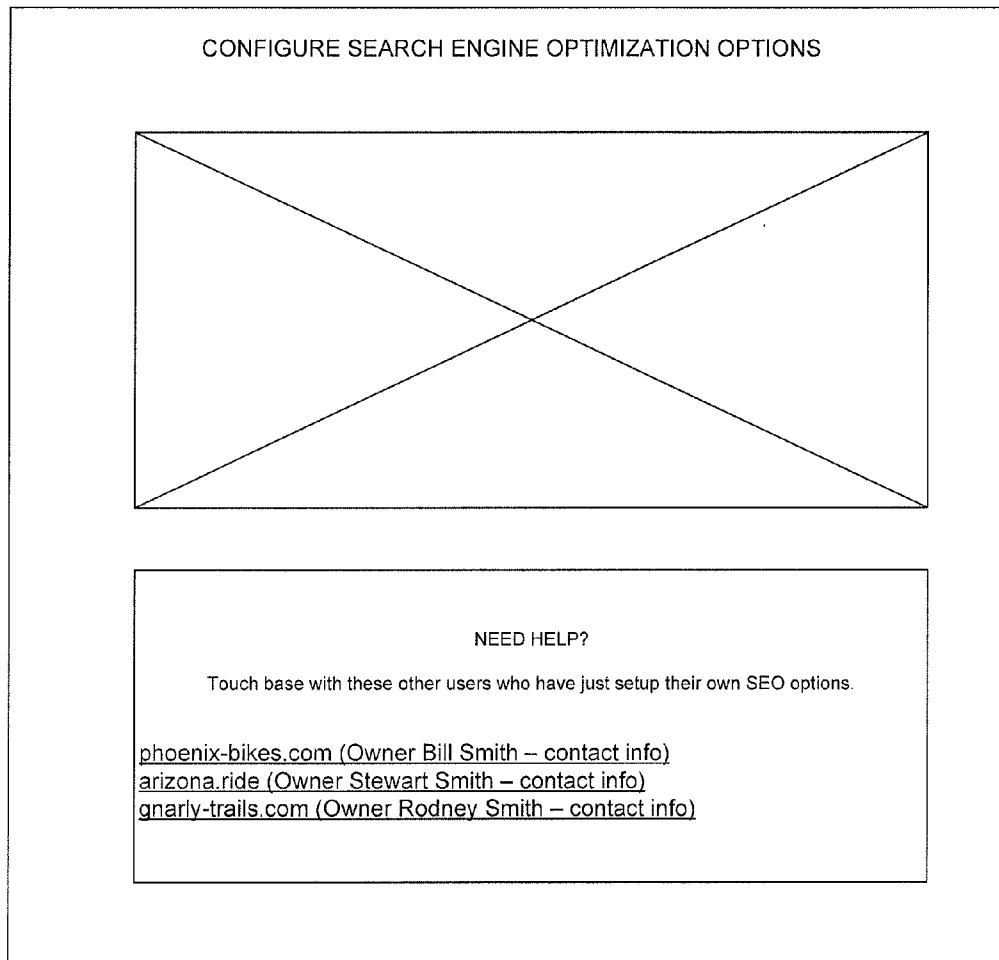 CONFIGURE SEARCH ENGINE OPTIMIZATION OPTIONS
NEED HELP?
Touch base with these other users who have just setup their own SEO options.
phoenix-bikes.com (Owner Bill Smith – contact info)
arizona.ride (Owner Stewart Smith – contact info)
gnarly-trails.com (Owner Rodney Smith – contact info)